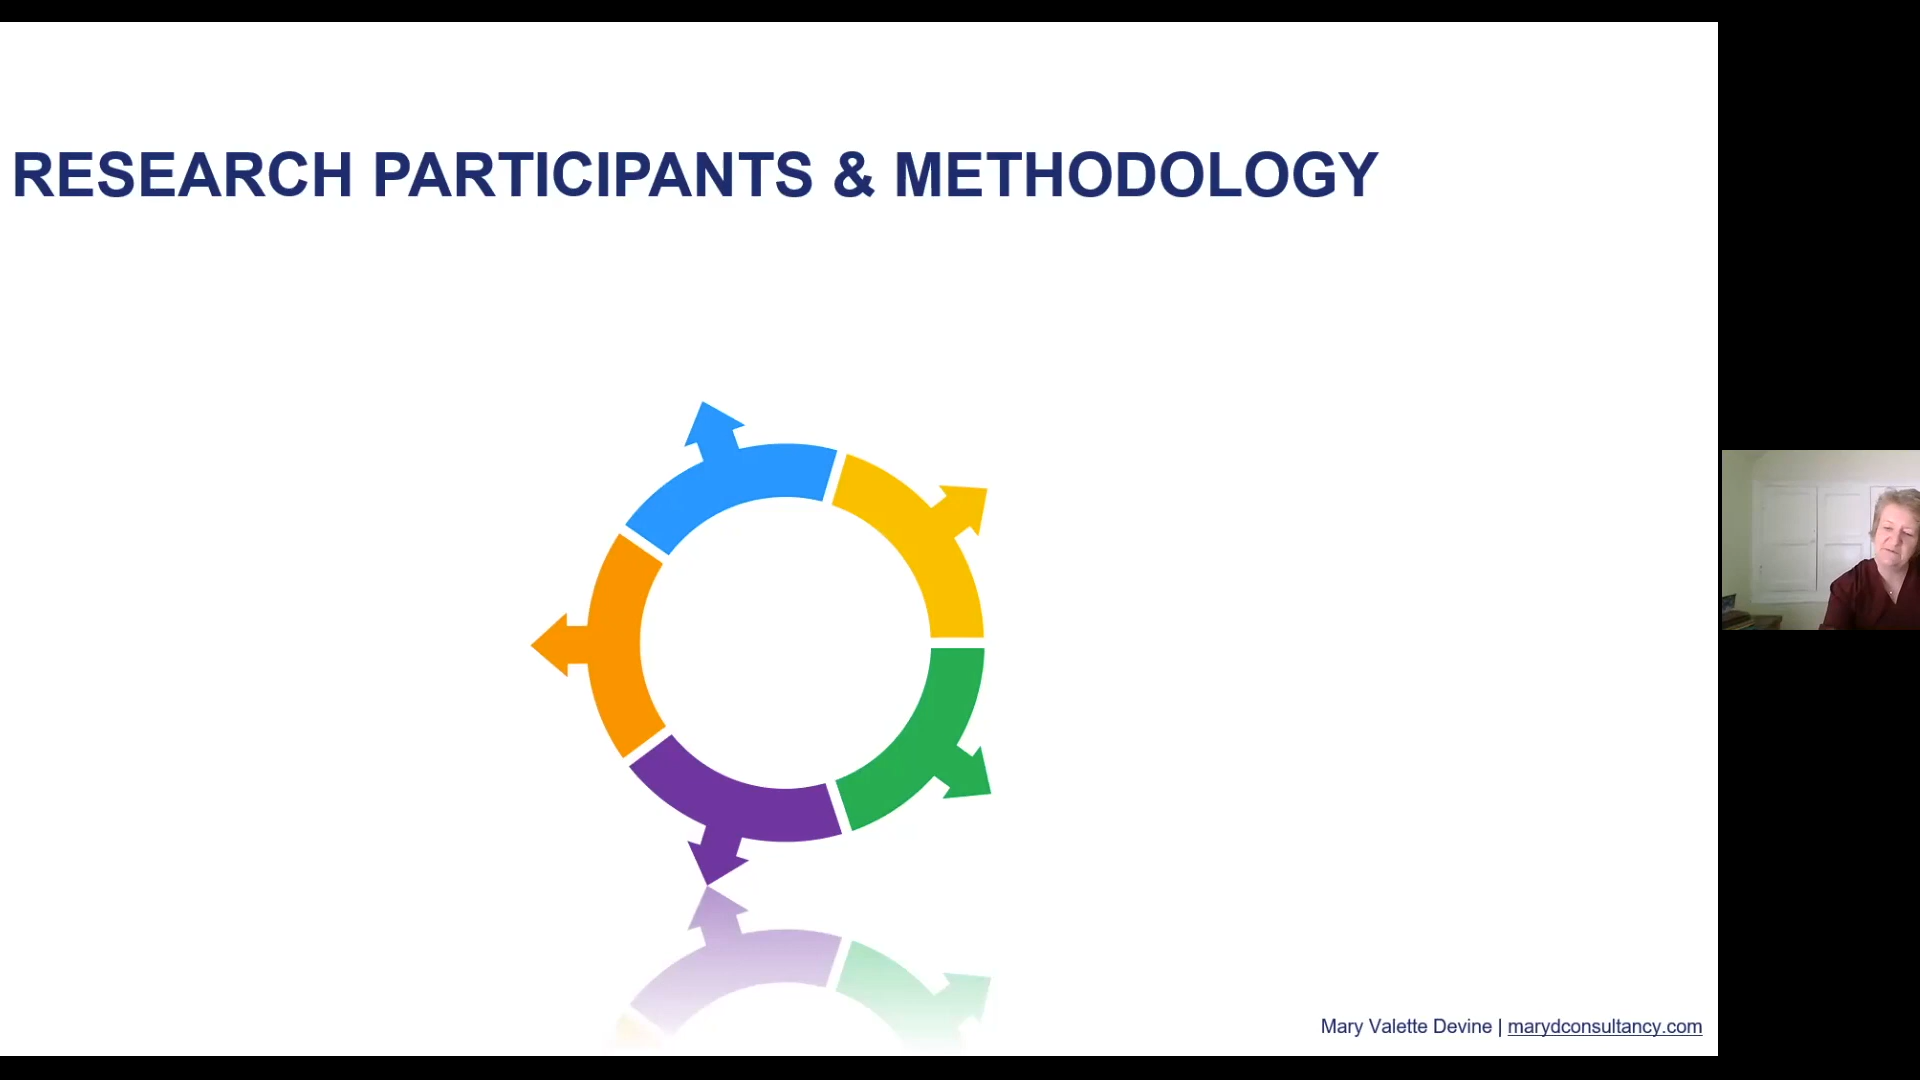 RESEARCH PARTICIPANTS & METHODOLOGY
Mary Valette Devine | marydconsultancy.com